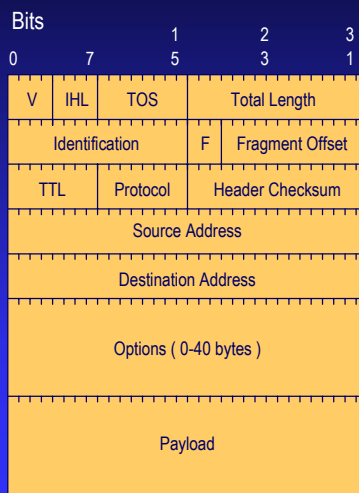 Bits
1 2 3
0 7 5 3 1
V IHL TOS Total Length
Identification F Fragment Offset
TTL Protocol Header Checksum
Source Address
Destination Address
Options ( 0-40 bytes )
Payload